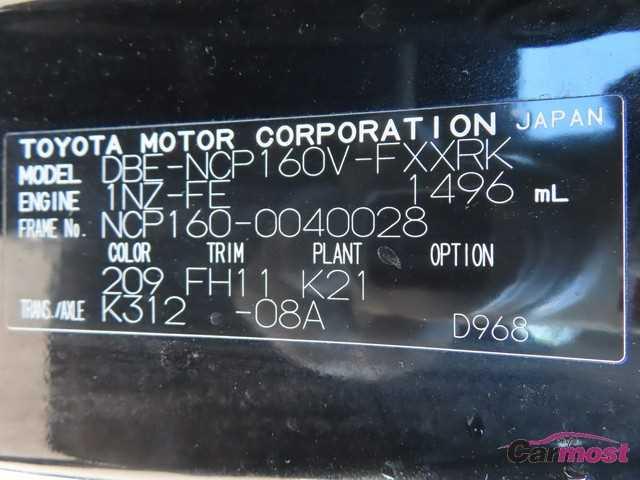 TOYOTA MOTOR CORPORATION JAPAN
MODEL DBE-NCP160V-FXXRK
ENGINE 1NZ-FE 1496 mL
FRAME No. NCP160-0040028
COLOR TRIM PLANT OPTION
209 FH11 K21
TRANS./AXLE K312 -08A
D968
Carmost